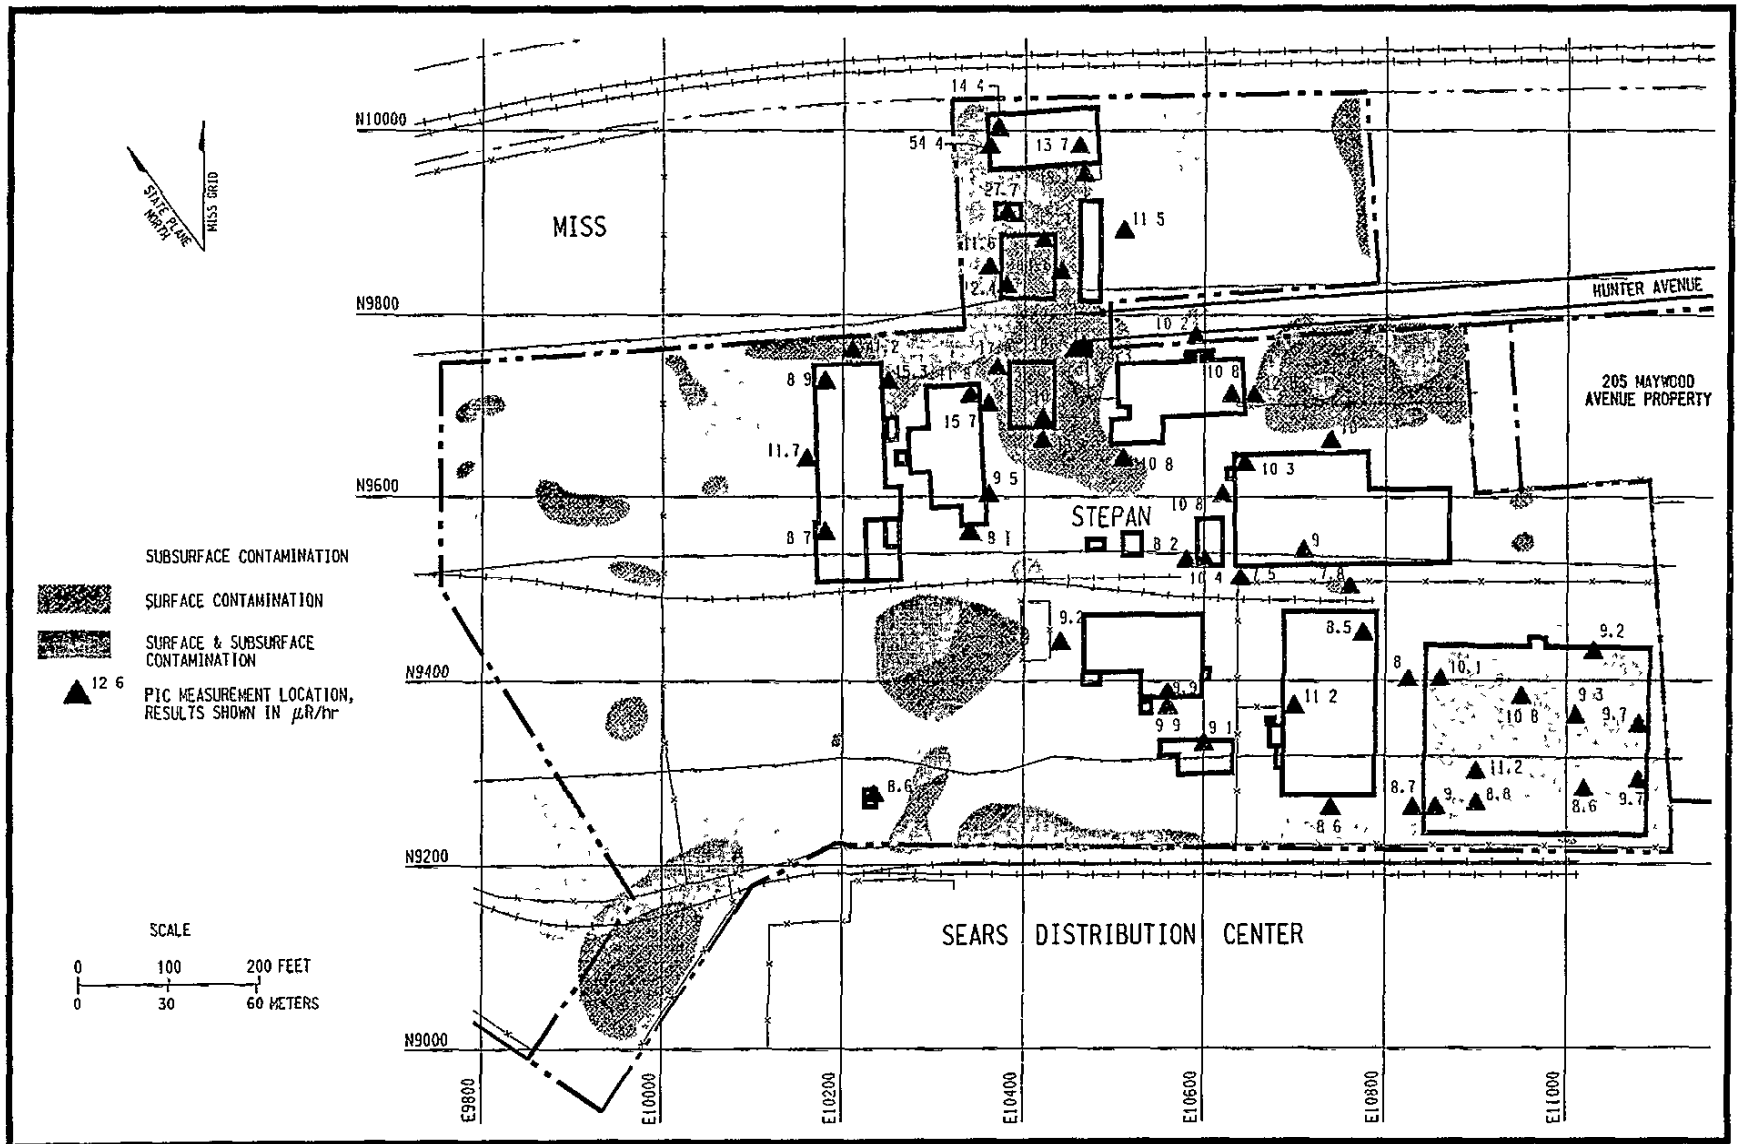 14 4
N10000
54 4
13 7
27.7
MISS
11 5
11.6
12.4
STATE PLANE
NORTH
MISS GRID
HUNTER AVENUE
N9800
10 2
8 9
15.3
10 8
205 MAYWOOD
AVENUE PROPERTY
15 7
11.7
10 8
10
10 3
9 5
N9600
10 8
STEPAN
8 7
8 2
9
10 4
7.5
7.8
SUBSURFACE CONTAMINATION
SURFACE CONTAMINATION
SURFACE & SUBSURFACE
CONTAMINATION
12 6
PIC MEASUREMENT LOCATION,
RESULTS SHOWN IN μR/hr
9.2
8.5
9.2
N9400
8
10.1
9.9
11 2
10 8
9 3
9.7
9 9
9 1
11.2
8.6
8.7
9
8.8
8.6
9.7
8 6
N9200
SEARS DISTRIBUTION CENTER
SCALE
0 100 200 FEET
0 30 60 METERS
N9000
E9800
E10000
E10200
E10400
E10600
E10800
E11000